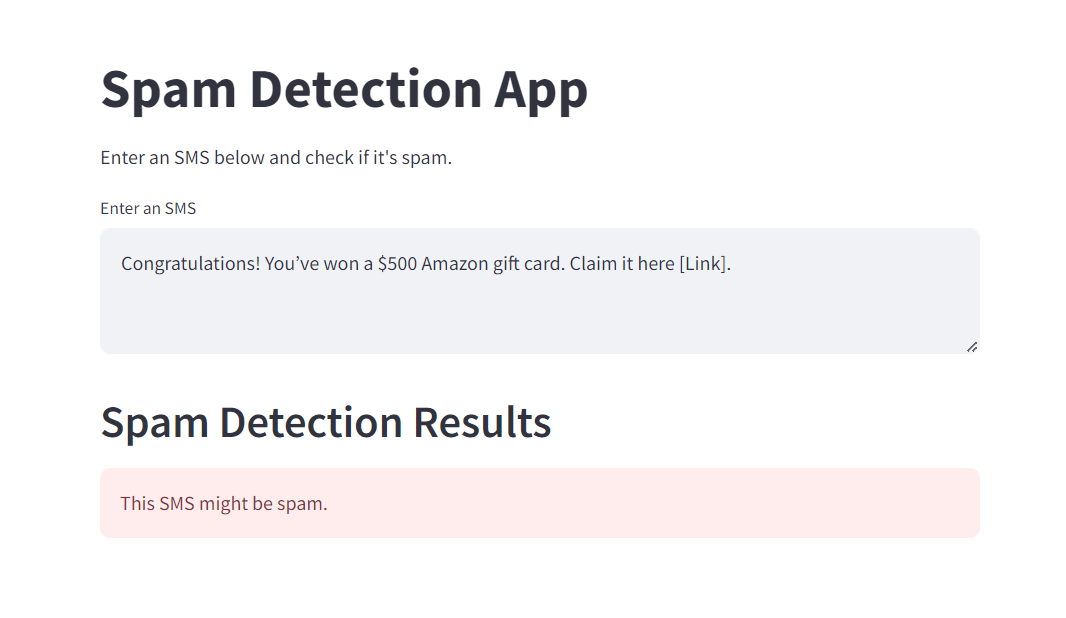 Spam Detection App
Enter an SMS below and check if it's spam.
Enter an SMS
Congratulations! You’ve won a $500 Amazon gift card. Claim it here [Link].
Spam Detection Results
This SMS might be spam.